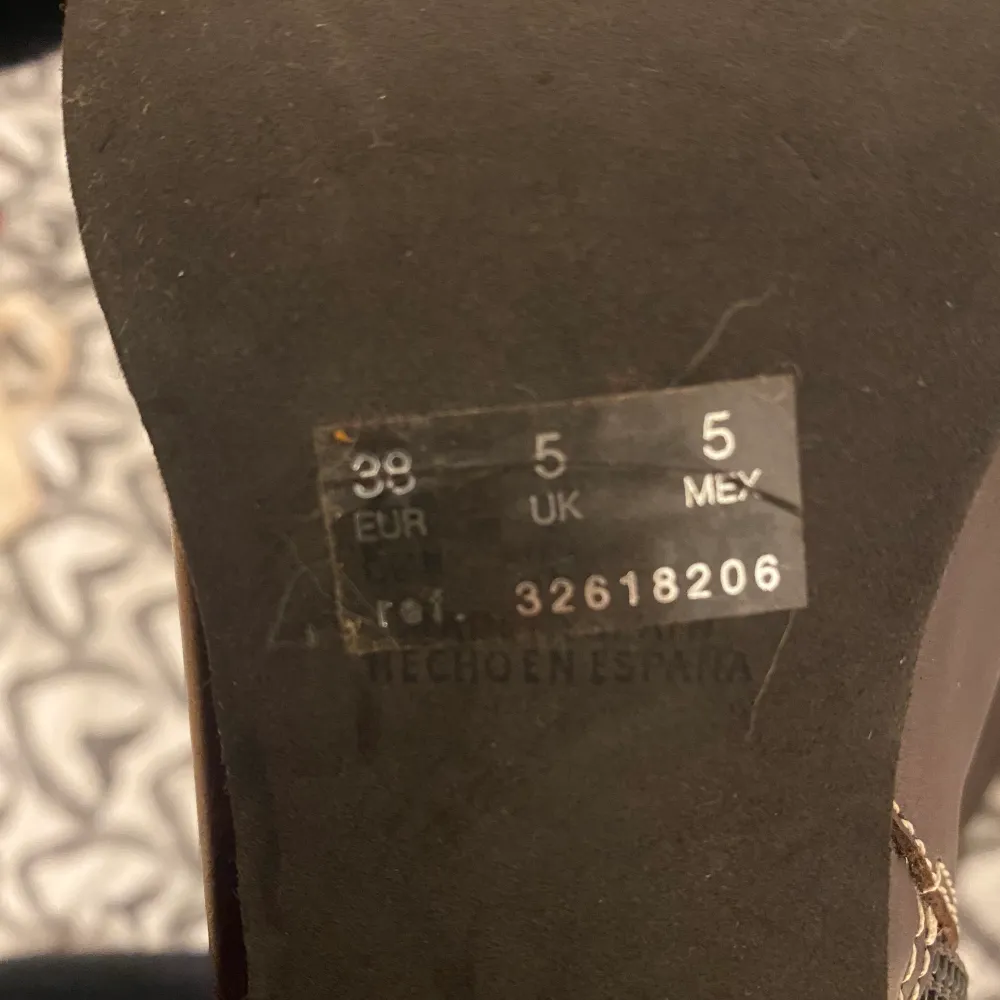 38 5 5
EUR UK MEX
ref. 32618206
HECHO EN ESPAÑA